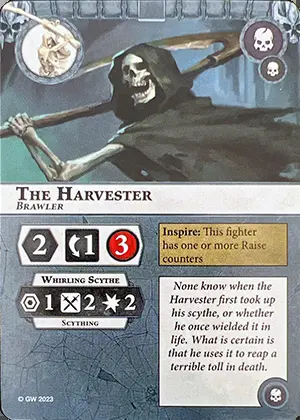 The Harvester
Brawler
2 1 3
Inspire: This fighter
has one or more Raise
counters
Whirling Scythe
1 2 2
Scything
None know when the
Harvester first took up
his scythe, or whether
he once wielded it in
life. What is certain is
that he uses it to reap a
terrible toll in death.
© GW 2023